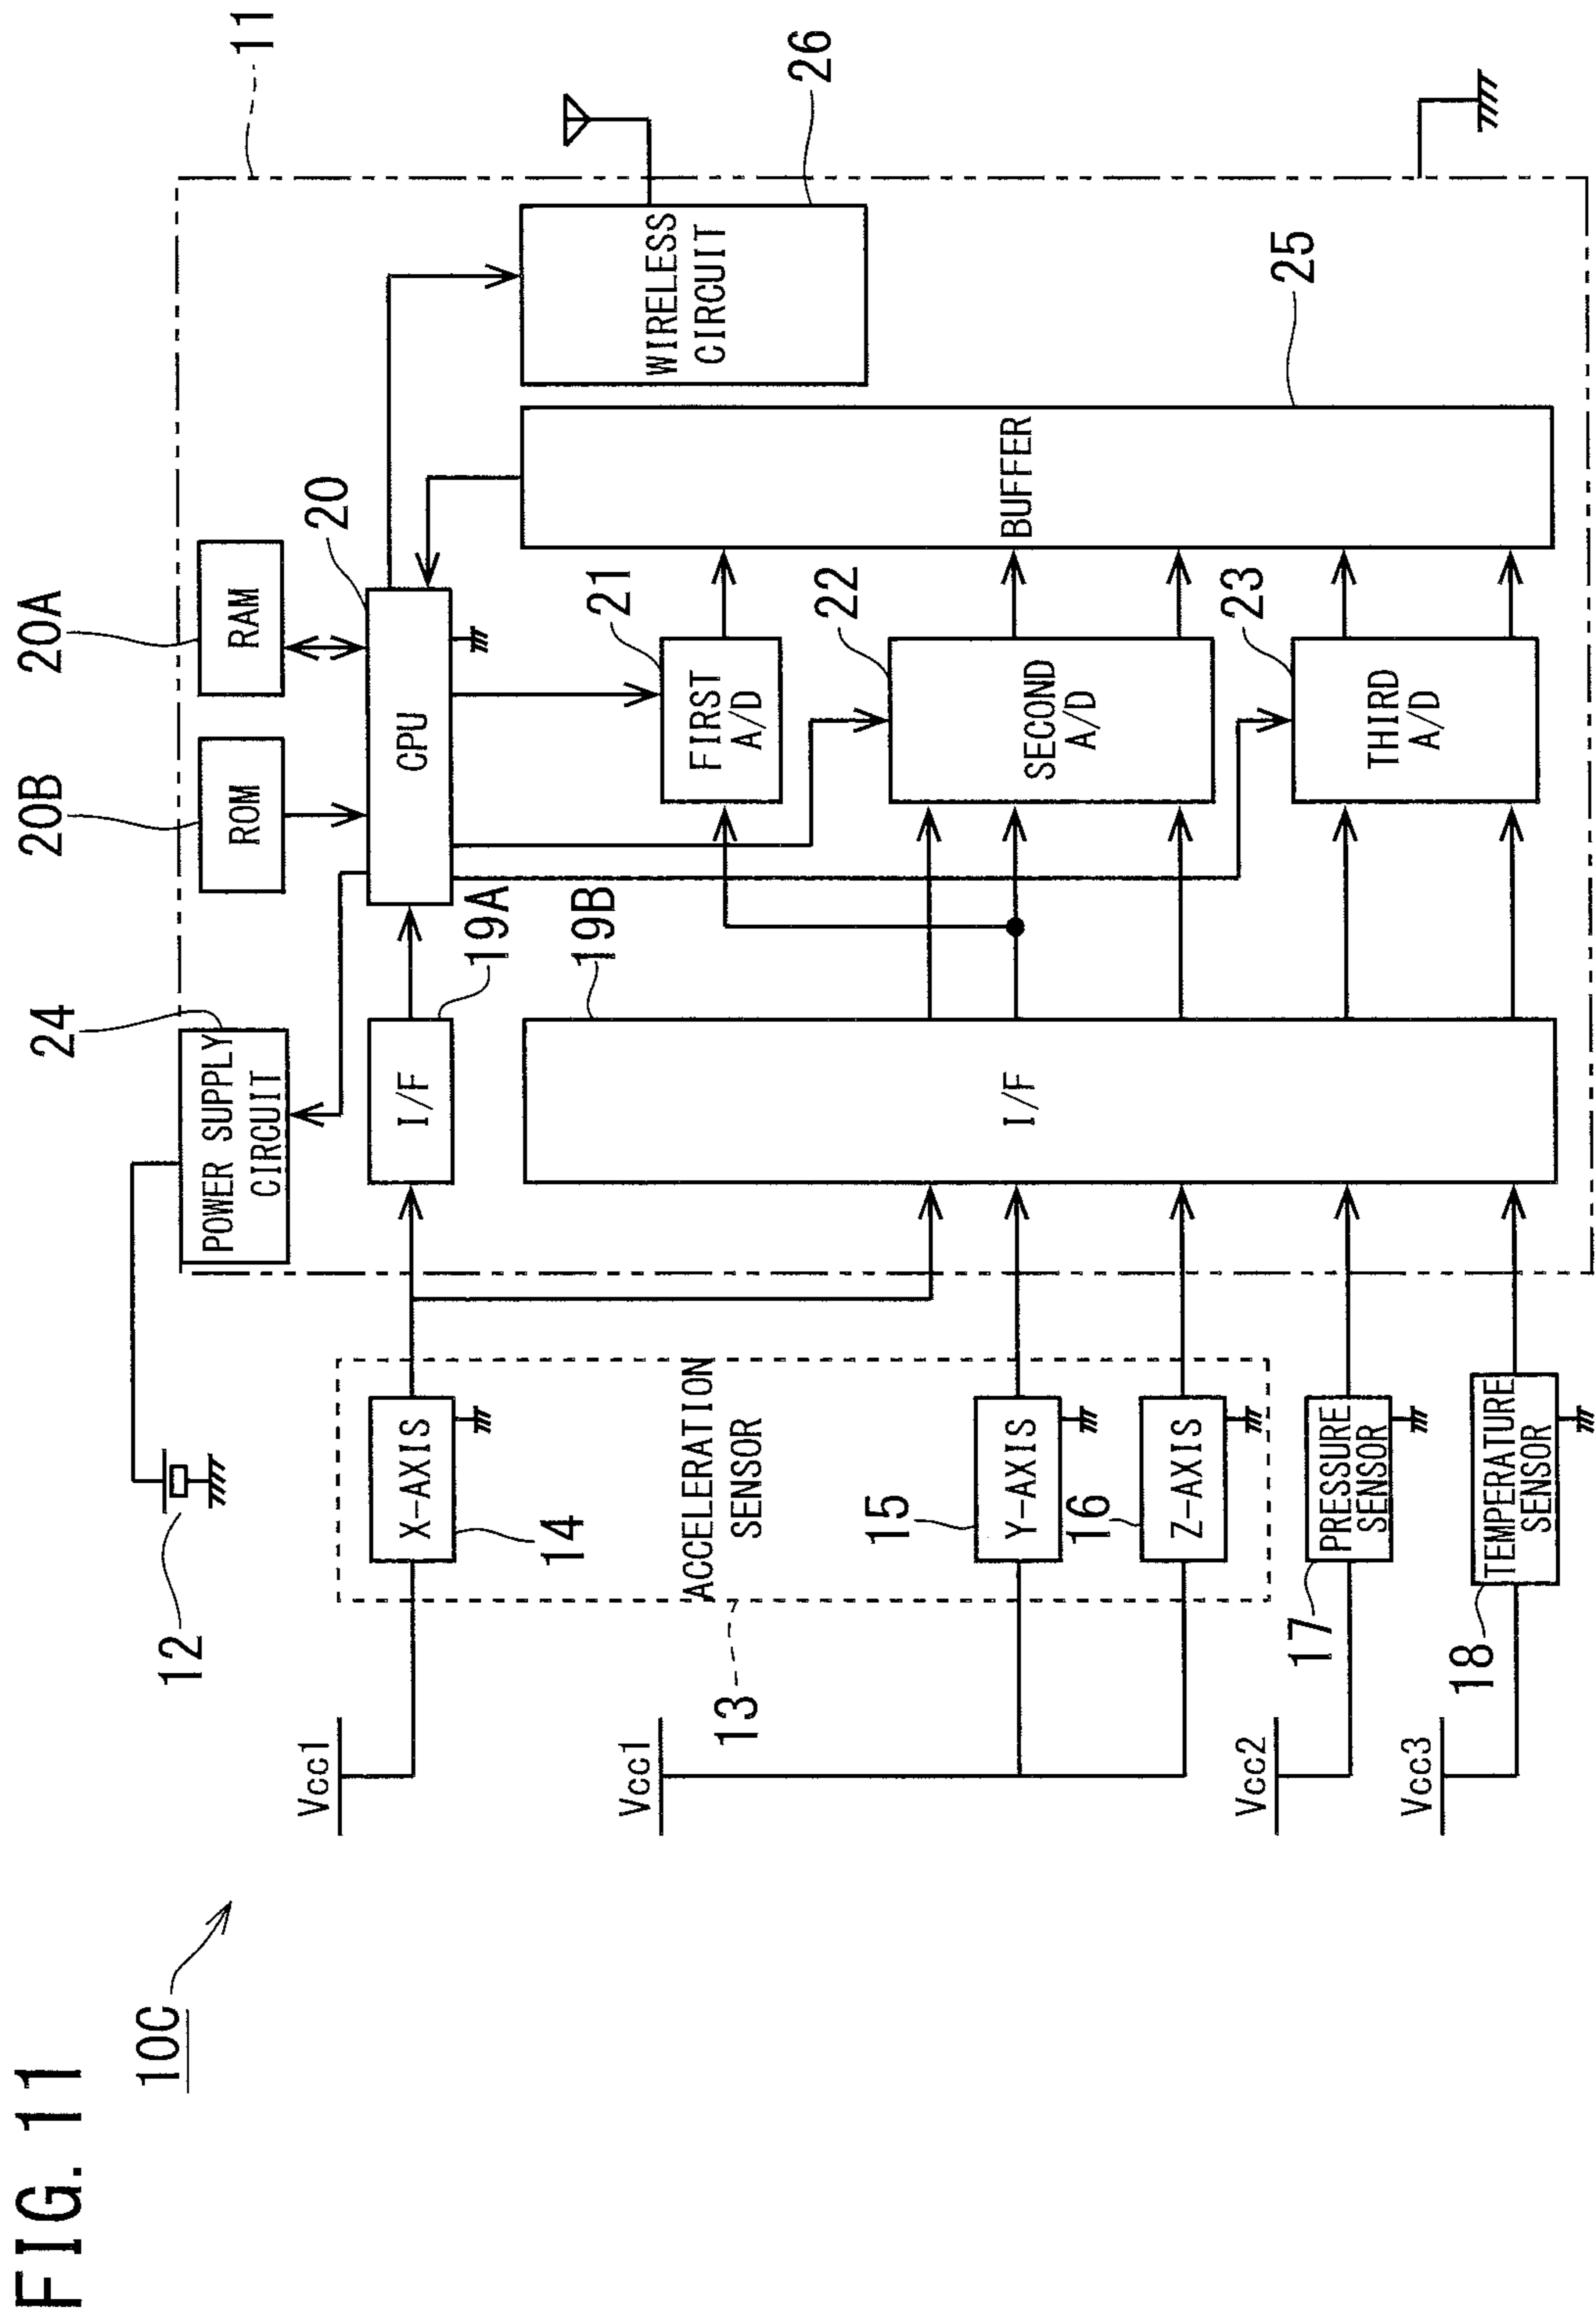 FIG. 11
10C
11
12
24
20B
20A
POWER SUPPLY
CIRCUIT
ROM
RAM
20
Vcc1
X-AXIS
14
I/F
19A
CPU
WIRELESS
CIRCUIT
26
Vcc1
13
ACCELERATION
SENSOR
19B
FIRST
A/D
21
15
Y-AXIS
I/F
SECOND
A/D
22
BUFFER
25
16
Z-AXIS
Vcc2
17
PRESSURE
SENSOR
THIRD
A/D
23
Vcc3
18
TEMPERATURE
SENSOR